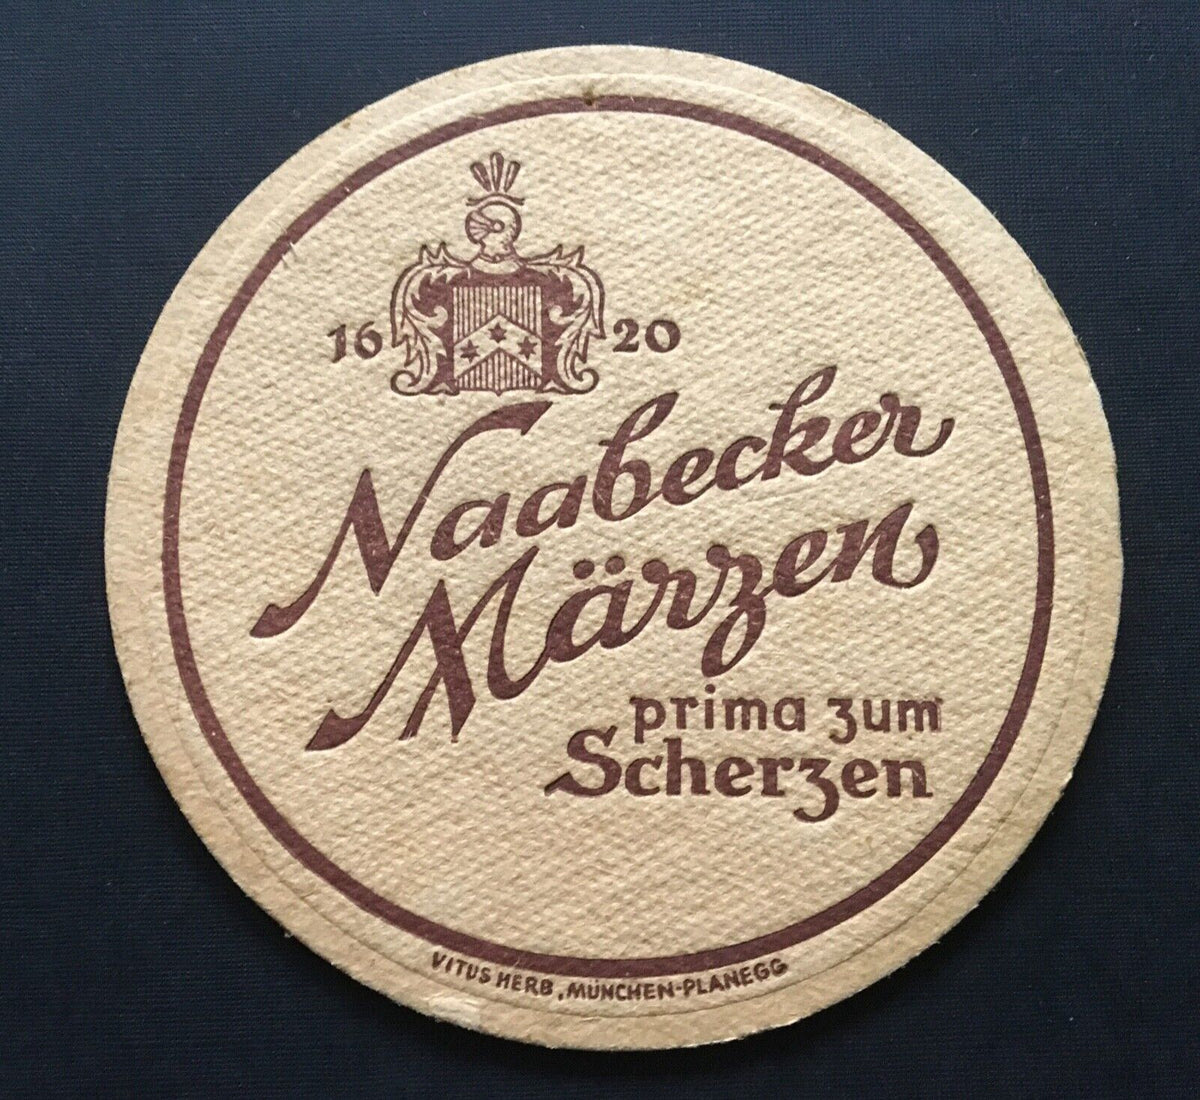 16 20
Naabecker
Märzen
prima zum
Scherzen
VITUS HERB, MÜNCHEN-PLANEGG